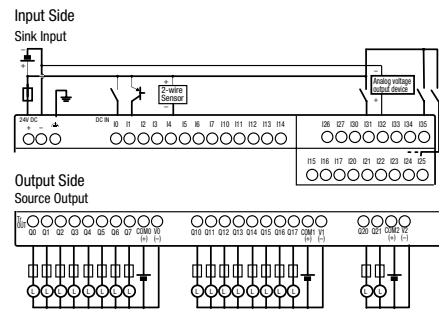 Input Side
Sink Input
2-wire
Sensor
Analog voltage
output device
24V DC
DC IN
I0 I1 I2 I3 I4 I5 I6 I7 I10 I11 I12 I13 I14
I26 I27 I30 I31 I32 I33 I34 I35
+ −
I15 I16 I17 I20 I21 I22 I23 I24 I25
Output Side
Source Output
Tr.
OUT
Q0 Q1 Q2 Q3 Q4 Q5 Q6 Q7 COM0 V0
(+) (−)
Q10 Q11 Q12 Q13 Q14 Q15 Q16 Q17 COM1 V1
(+) (−)
Q20 Q21 COM2 V2
(+) (−)
L L L L L L L L
L L L L L L L L
L L